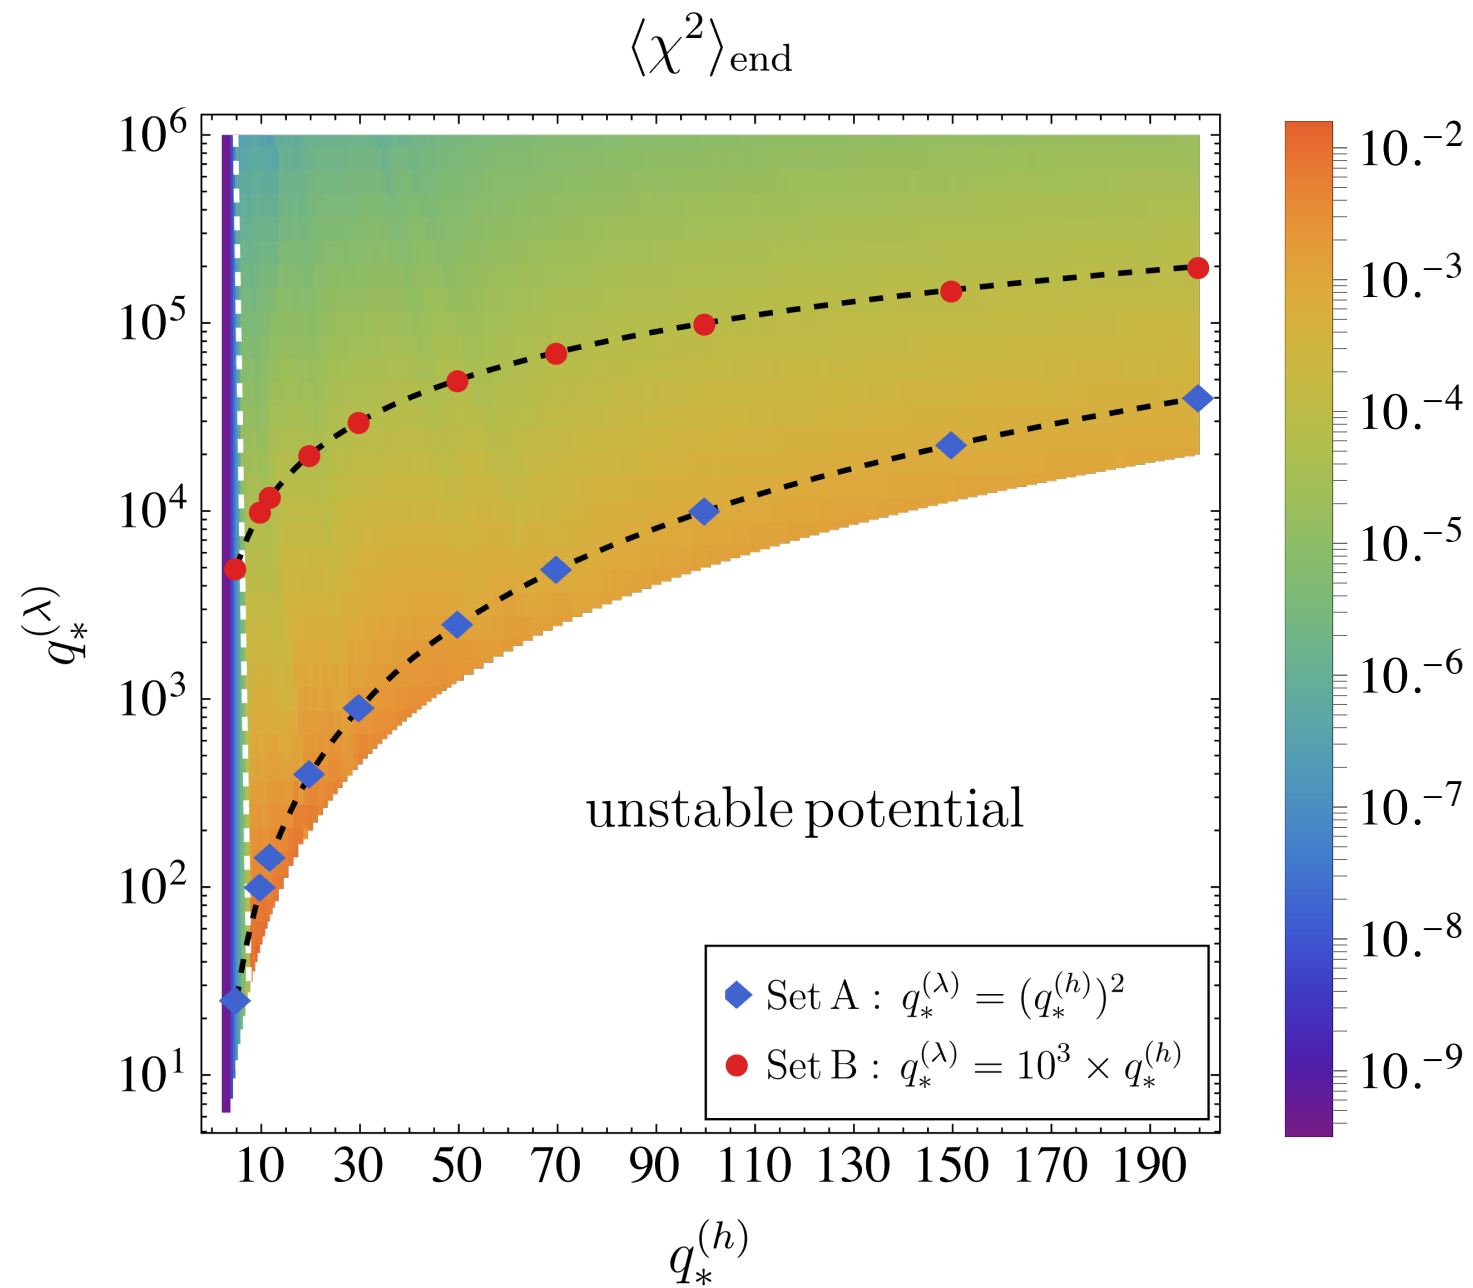 ⟨χ²⟩end
10⁶
10⁵
10⁴
10³
10²
10¹
q∗^(λ)
10 30 50 70 90 110 130 150 170 190
q∗^(h)
unstable potential
Set A : q∗^(λ) = (q∗^(h))²
Set B : q∗^(λ) = 10³ × q∗^(h)
10.⁻²
10.⁻³
10.⁻⁴
10.⁻⁵
10.⁻⁶
10.⁻⁷
10.⁻⁸
10.⁻⁹